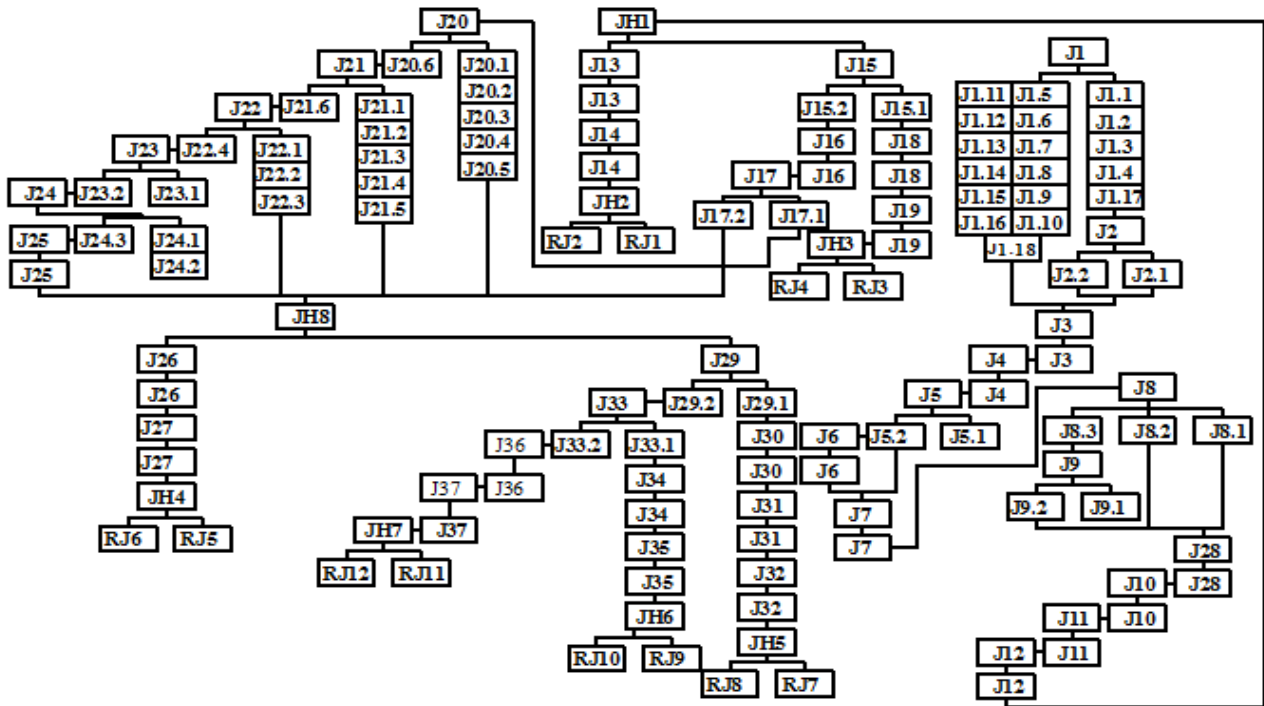 J20 JH1
J21 J20.6 J20.1 J13 J15 J1
J20.2
J22 J21.6 J21.1 J20.3 J13 J15.2 J15.1 J1.11 J1.5 J1.1
J21.2 J20.4 J14 J16 J18 J1.12 J1.6 J1.2
J23 J22.4 J22.1 J21.3 J20.5 J14 J17 J16 J18 J1.13 J1.7 J1.3
J22.2 J21.4 J1.14 J1.8 J1.4
J24 J23.2 J23.1 J22.3 J21.5 JH2 J17.2 J17.1 J19 J1.15 J1.9 J1.17
J1.16 J1.10 J2
J25 J24.3 J24.1 RJ2 RJ1 JH3 J19 J1.18
J25 J24.2 RJ4 RJ3 J2.2 J2.1
JH8 J3
J26 J29 J4 J3
J26 J33 J29.2 J29.1 J5 J4 J8
J27 J36 J33.2 J33.1 J30 J6 J5.2 J5.1 J8.3 J8.2 J8.1
J27 J34 J30 J6 J9
JH4 J37 J36 J34 J31 J7 J9.2 J9.1
RJ6 RJ5 JH7 J37 J35 J31 J7 J28
RJ12 RJ11 J35 J32 J10 J28
JH6 J32 J11 J10
RJ10 RJ9 JH5 J12 J11
RJ8 RJ7 J12